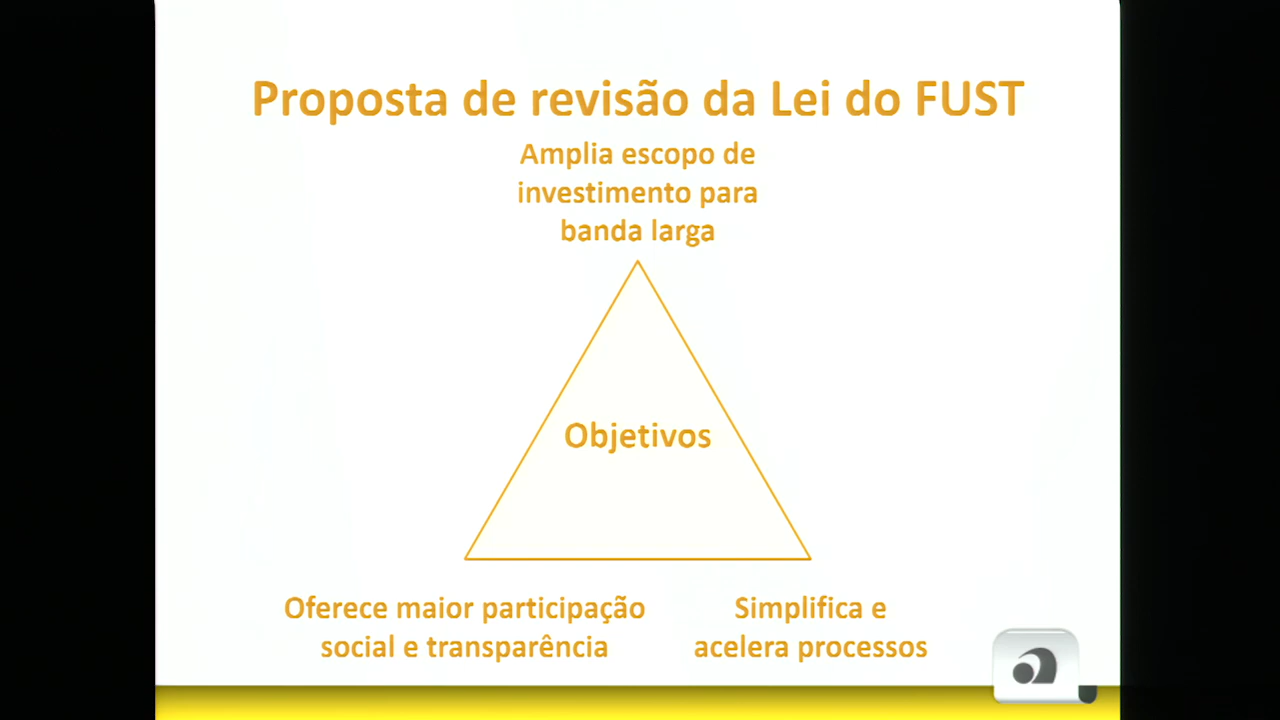 Proposta de revisão da Lei do FUST
Amplia escopo de
investimento para
banda larga
Objetivos
Oferece maior participação
social e transparência
Simplifica e
acelera processos